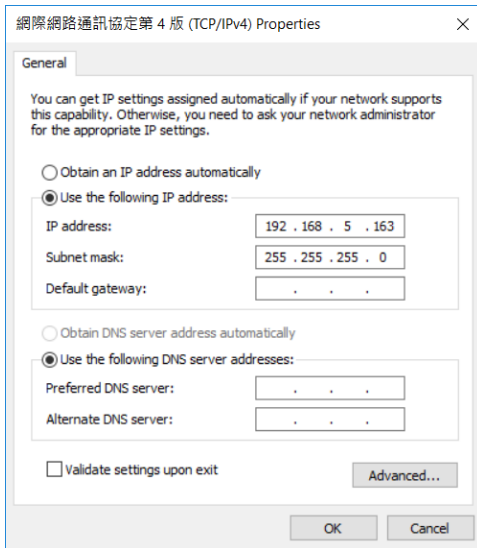 網際網路通訊協定第 4 版 (TCP/IPv4) Properties
General
You can get IP settings assigned automatically if your network supports
this capability. Otherwise, you need to ask your network administrator
for the appropriate IP settings.
Obtain an IP address automatically
Use the following IP address:
IP address: 192 . 168 . 5 . 163
Subnet mask: 255 . 255 . 255 . 0
Default gateway: . . .
Obtain DNS server address automatically
Use the following DNS server addresses:
Preferred DNS server: . . .
Alternate DNS server: . . .
Validate settings upon exit
Advanced...
OK Cancel